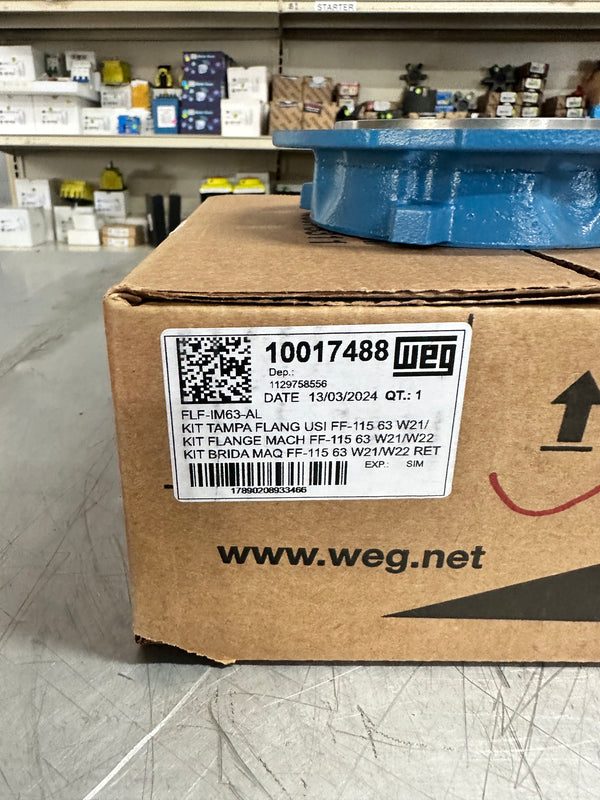 STARTER
10017488 weg
Dep.:
1129758556
DATE 13/03/2024 QT.: 1
FLF-IM63-AL
KIT TAMPA FLANG USI FF-115 63 W21/
KIT FLANGE MACH FF-115 63 W21/W22
KIT BRIDA MAQ FF-115 63 W21/W22 RET
EXP.: SIM
17890208933466
www.weg.net